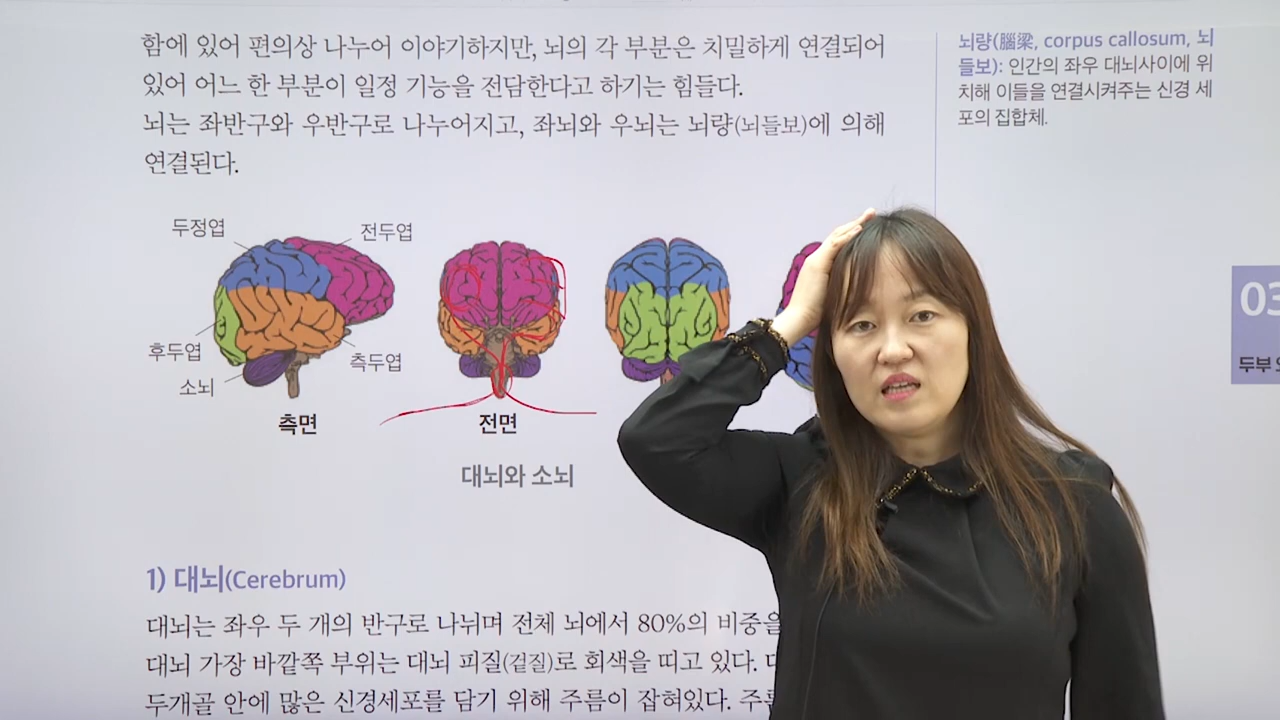 함에 있어 편의상 나누어 이야기하지만, 뇌의 각 부분은 치밀하게 연결되어
있어 어느 한 부분이 일정 기능을 전담한다고 하기는 힘들다.
뇌는 좌반구와 우반구로 나누어지고, 좌뇌와 우뇌는 뇌량(뇌들보)에 의해
연결된다.
뇌량(腦梁, corpus callosum, 뇌
들보): 인간의 좌우 대뇌사이에 위
치해 이들을 연결시켜주는 신경 세
포의 집합체.
두정엽
전두엽
후두엽
측두엽
소뇌
측면
전면
대뇌와 소뇌
03
두부
1) 대뇌(Cerebrum)
대뇌는 좌우 두 개의 반구로 나뉘며 전체 뇌에서 80%의 비중을
대뇌 가장 바깥쪽 부위는 대뇌 피질(겉질)로 회색을 띠고 있다.
두개골 안에 많은 신경세포를 담기 위해 주름이 잡혀있다.